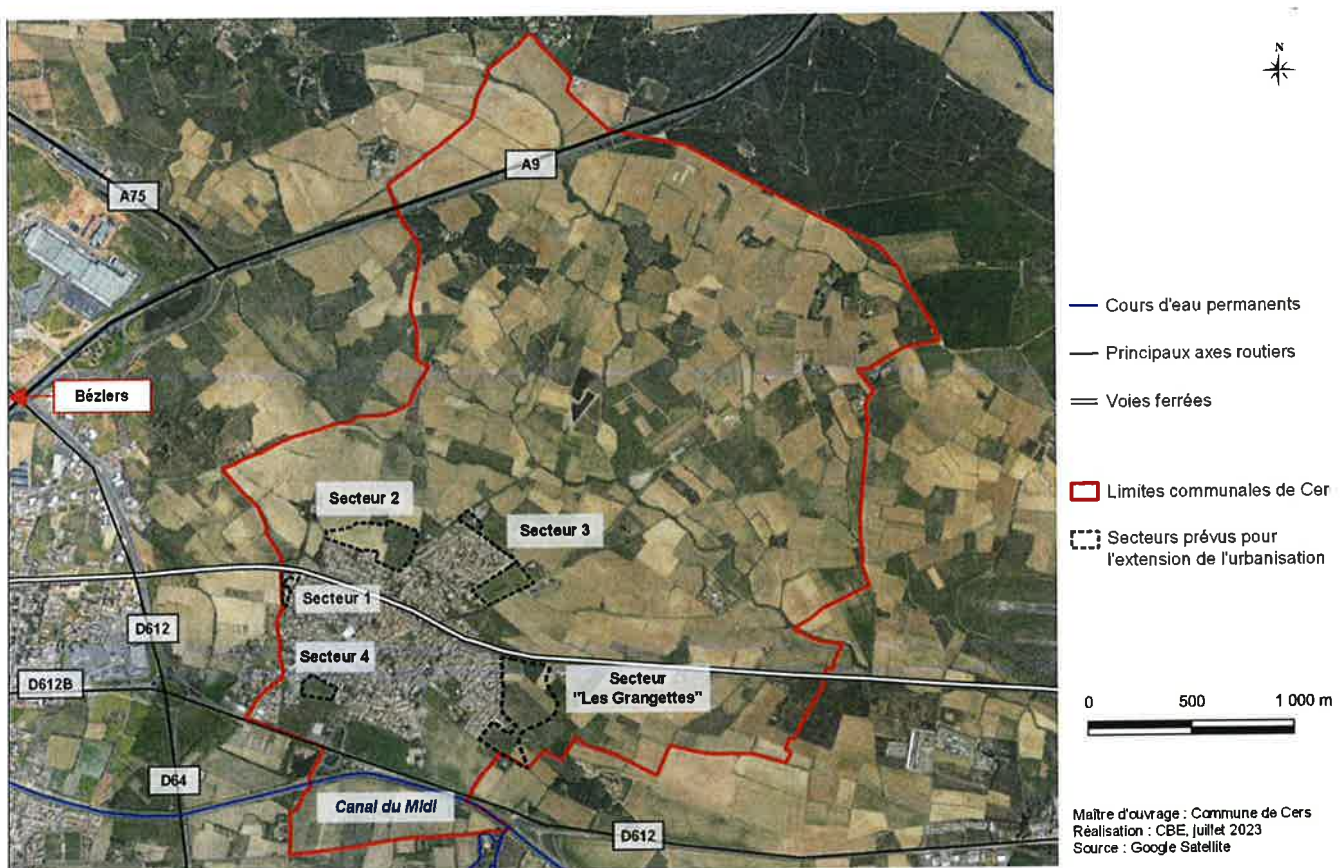 N
A9
A75
Béziers
Cours d'eau permanents
Principaux axes routiers
Voies ferrées
Limites communales de Cer
Secteurs prévus pour
l'extension de l'urbanisation
Secteur 2
Secteur 3
Secteur 1
D612
Secteur 4
D612B
Secteur
"Les Grangettes"
0 500 1 000 m
D64
Canal du Midi
D612
Maître d'ouvrage : Commune de Cers
Réalisation : CBE, juillet 2023
Source : Google Satellite